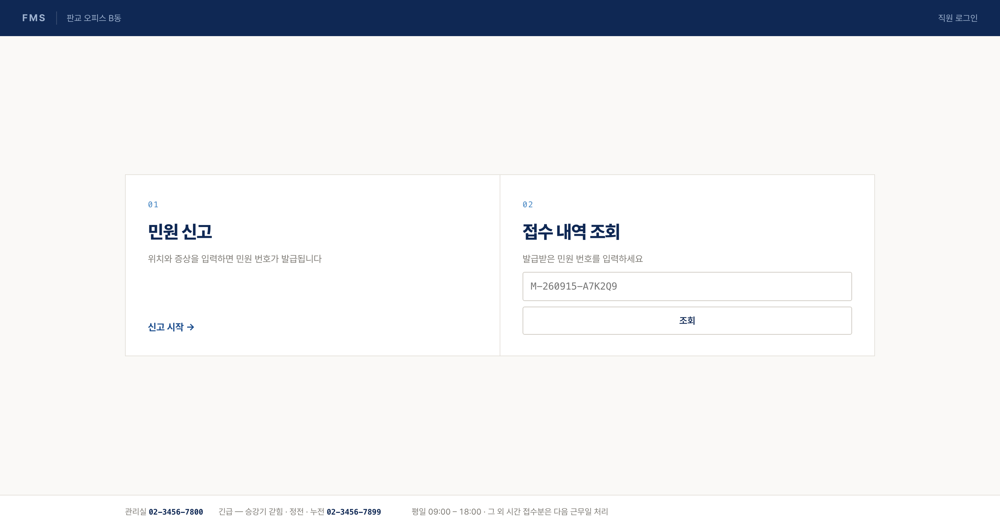 FMS
판교 오피스 B동
직원 로그인
01
민원 신고
위치와 증상을 입력하면 민원 번호가 발급됩니다
신고 시작 →
02
접수 내역 조회
발급받은 민원 번호를 입력하세요
M-260915-A7K2Q9
조회
관리실 02-3456-7800
긴급 — 승강기 갇힘 · 정전 · 누전 02-3456-7899
평일 09:00 – 18:00 · 그 외 시간 접수분은 다음 근무일 처리